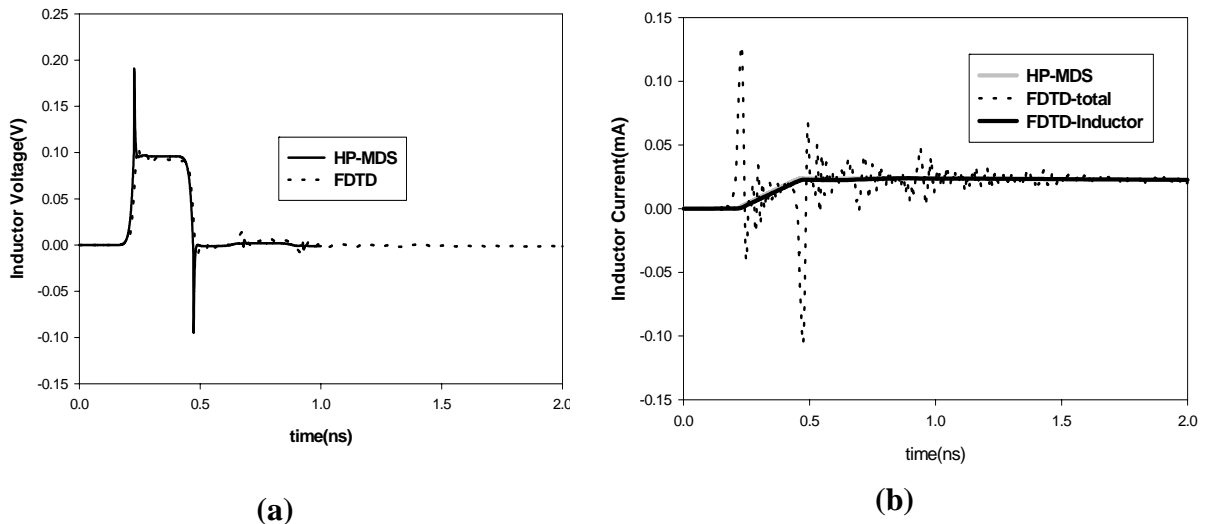 0.25
0.20
0.15
0.10
0.05
0.00
-0.05
-0.10
-0.15
Inductor Voltage(V)
HP-MDS
FDTD
0.0
0.5
1.0
1.5
2.0
time(ns)
(a)
0.15
0.10
0.05
0.00
-0.05
-0.10
-0.15
Inductor Current(mA)
HP-MDS
FDTD-total
FDTD-Inductor
0.0
0.5
1.0
1.5
2.0
time(ns)
(b)